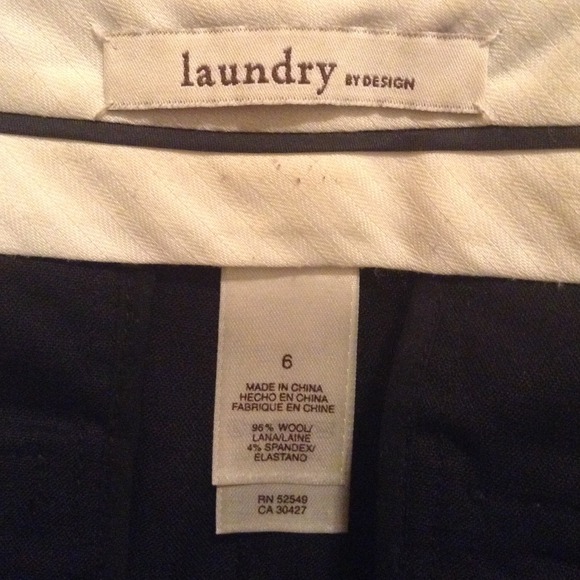 laundry BY DESIGN
6
MADE IN CHINA
HECHO EN CHINA
FABRIQUE EN CHINE
96% WOOL/
LANA/LAINE
4% SPANDEX/
ELASTANO
RN 52549
CA 30427